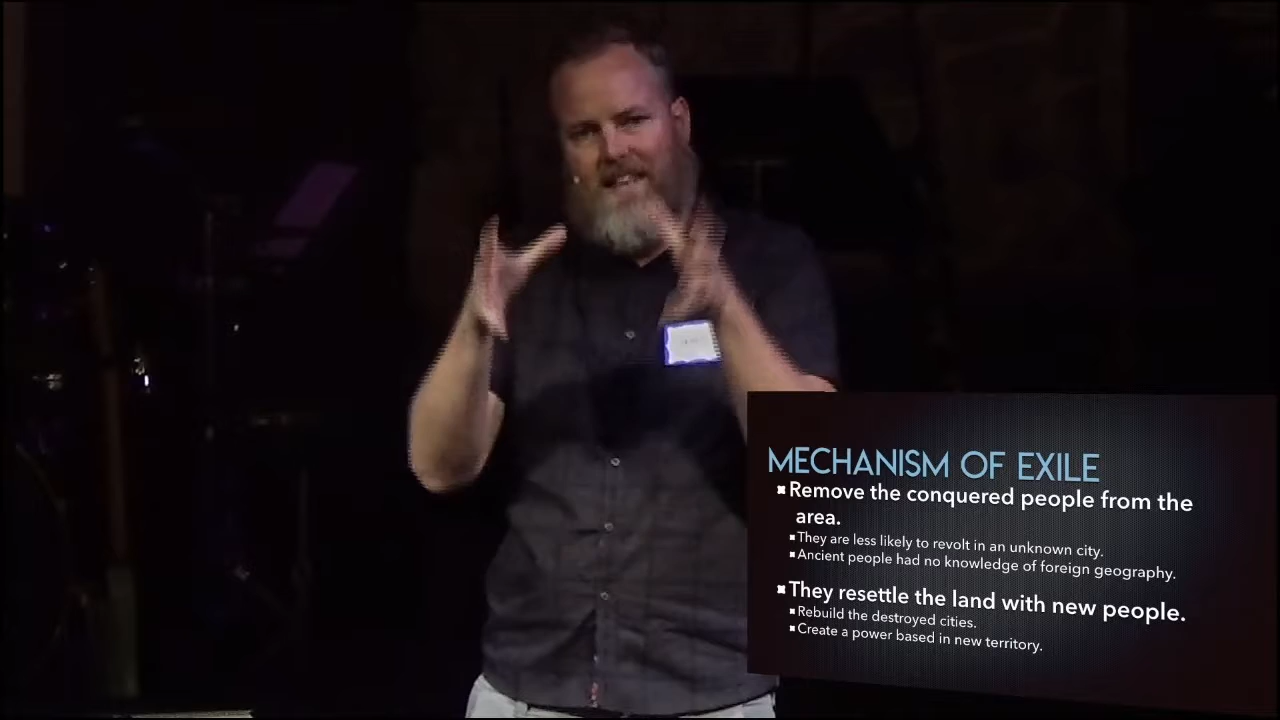 MECHANISM OF EXILE
Remove the conquered people from the
area.
They are less likely to revolt in an unknown city.
Ancient people had no knowledge of foreign geography.
They resettle the land with new people.
Rebuild the destroyed cities.
Create a power based in new territory.